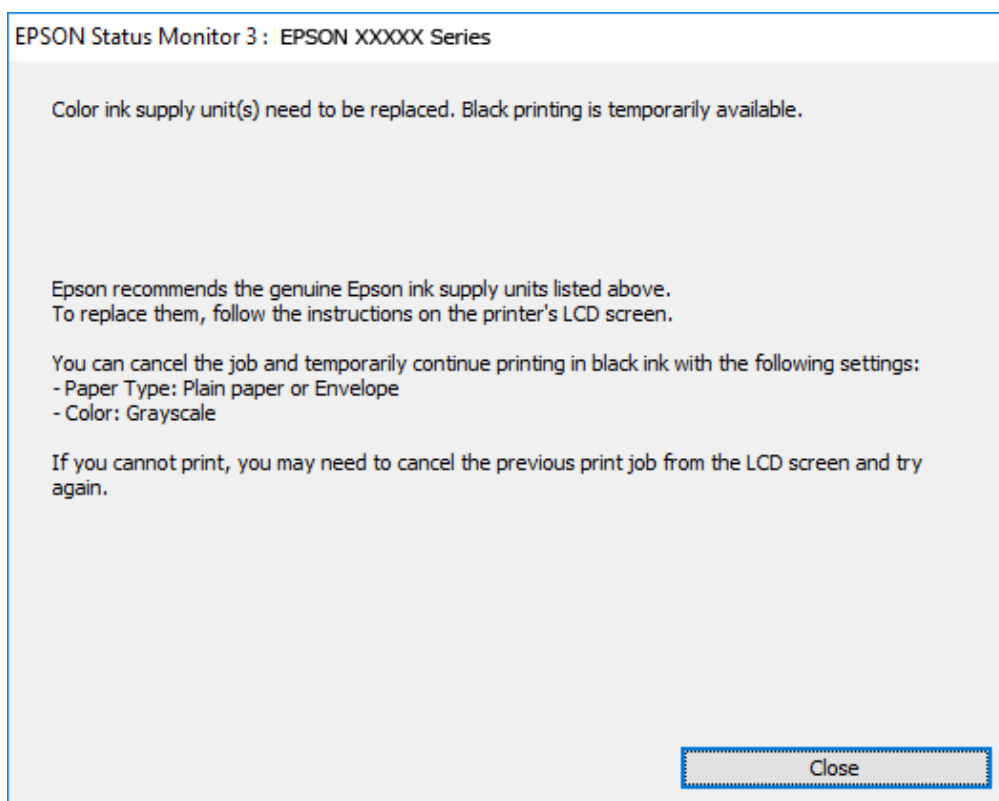 EPSON Status Monitor 3 : EPSON XXXXX Series
Color ink supply unit(s) need to be replaced. Black printing is temporarily available.
Epson recommends the genuine Epson ink supply units listed above.
To replace them, follow the instructions on the printer's LCD screen.
You can cancel the job and temporarily continue printing in black ink with the following settings:
- Paper Type: Plain paper or Envelope
- Color: Grayscale
If you cannot print, you may need to cancel the previous print job from the LCD screen and try
again.
Close